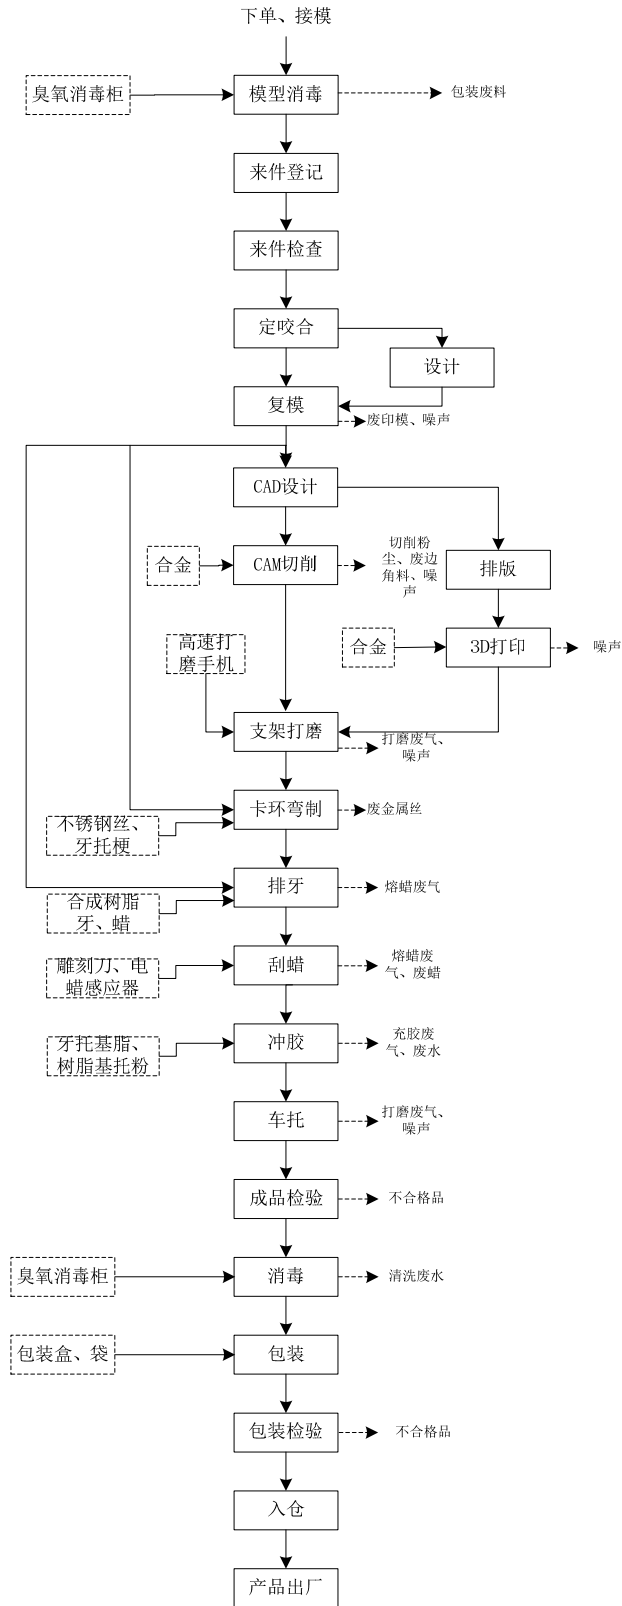 下单、接模
臭氧消毒柜
模型消毒
包装废料
来件登记
来件检查
定咬合
设计
复模
废印模、噪声
CAD设计
合金
CAM切削
切削粉
尘、废边
角料、噪
声
排版
高速打
磨手机
合金
3D打印
噪声
支架打磨
打磨废气、
噪声
不锈钢丝、
牙托梗
卡环弯制
废金属丝
合成树脂
牙、蜡
排牙
熔蜡废气
雕刻刀、电
蜡感应器
刮蜡
熔蜡废
气、废蜡
牙托基脂、
树脂基托粉
冲胶
充胶废
气、废水
车托
打磨废气、
噪声
成品检验
不合格品
臭氧消毒柜
消毒
清洗废水
包装盒、袋
包装
包装检验
不合格品
入仓
产品出厂